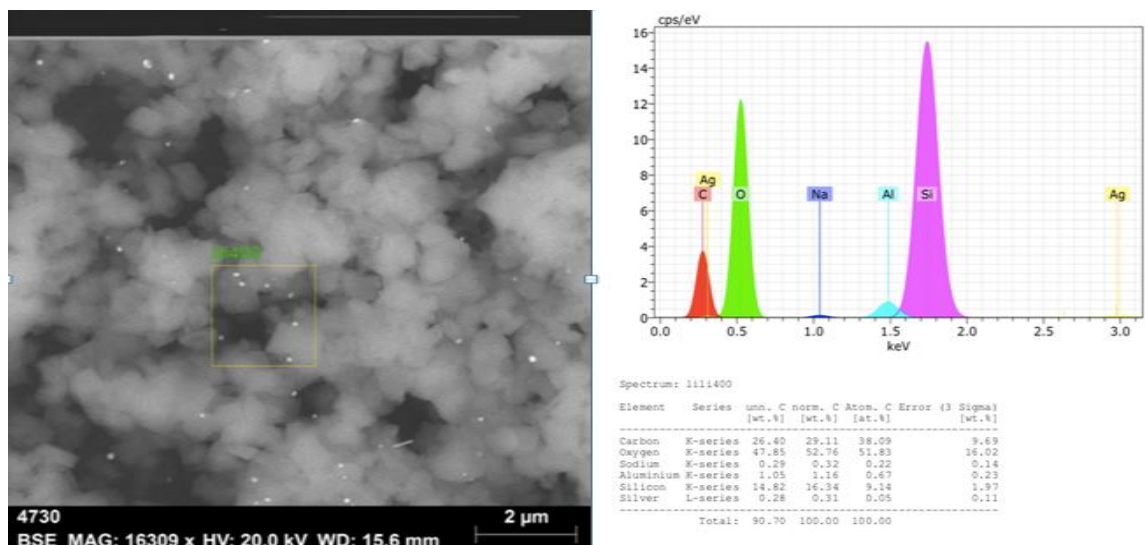 lili400
4730
2 µm
BSE MAG: 16309 x HV: 20.0 kV WD: 15.6 mm
cps/eV
16
14
12
10
8
6
4
2
0
Ag
C
O
Na
Al
Si
Ag
0.0 0.5 1.0 1.5 2.0 2.5 3.0
keV
Spectrum: lili400
Element Series unn. C norm. C Atom. C Error (3 Sigma)
[wt.%] [wt.%] [at.%] [wt.%]
Carbon K-series 26.40 29.11 38.09 9.69
Oxygen K-series 47.85 52.76 51.83 16.02
Sodium K-series 0.29 0.32 0.22 0.14
Aluminium K-series 1.05 1.16 0.67 0.23
Silicon K-series 14.82 16.34 9.14 1.97
Silver L-series 0.28 0.31 0.05 0.11
Total: 90.70 100.00 100.00